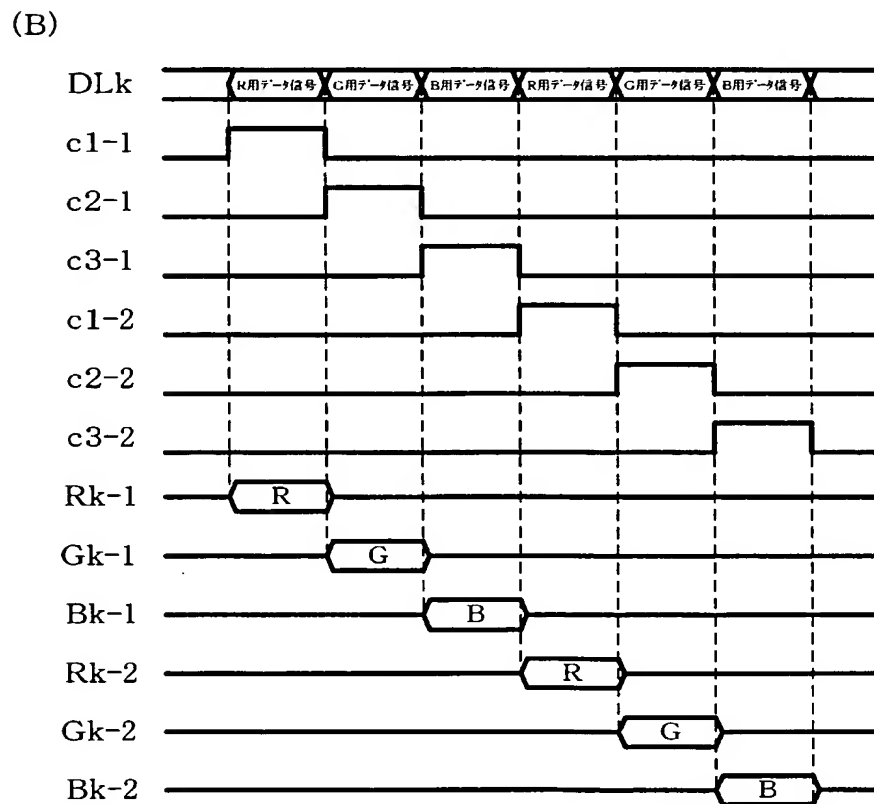 (B)
DLk R用データ信号 G用データ信号 B用データ信号 R用データ信号 G用データ信号 B用データ信号
c1-1
c2-1
c3-1
c1-2
c2-2
c3-2
Rk-1 R
Gk-1 G
Bk-1 B
Rk-2 R
Gk-2 G
Bk-2 B